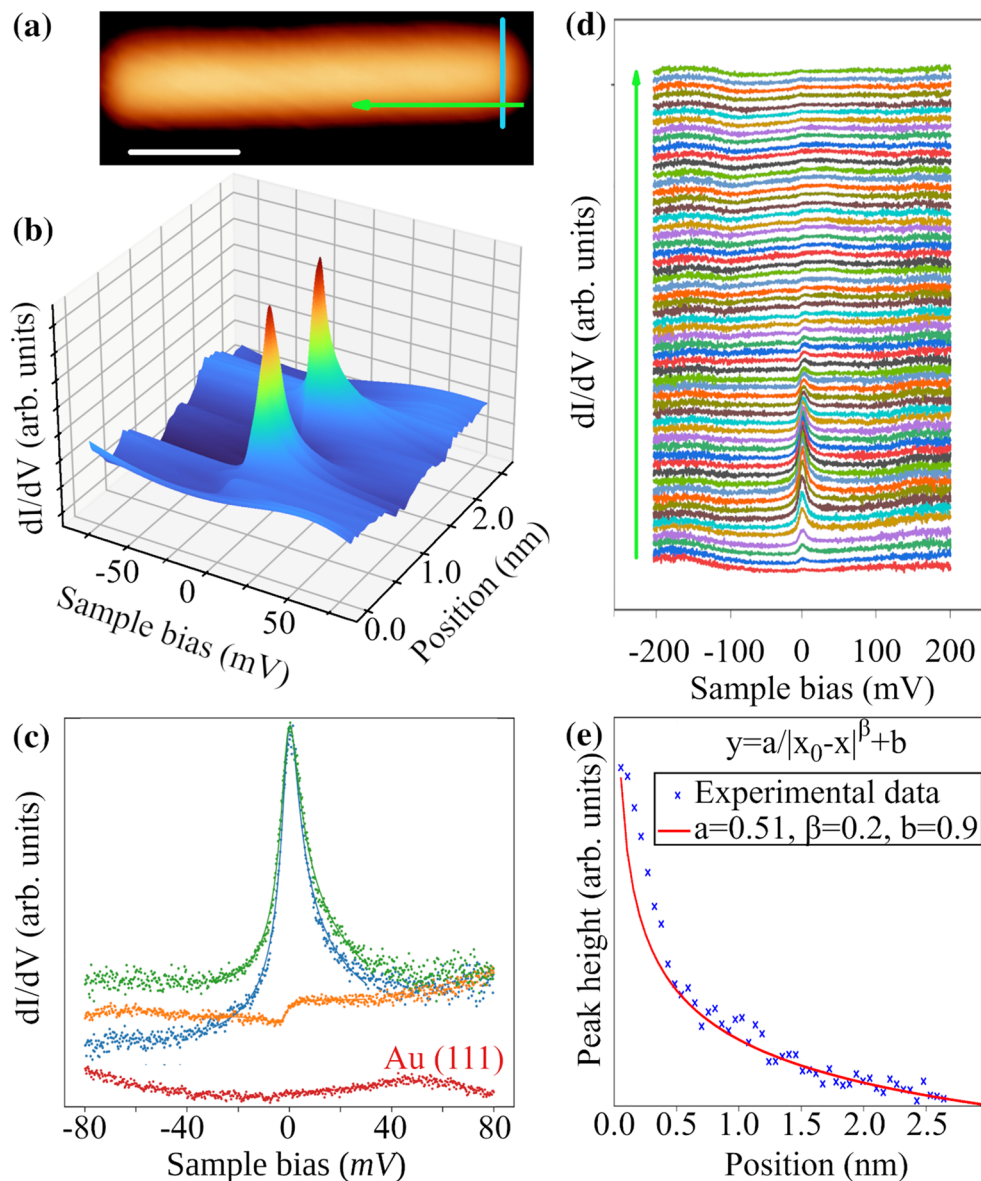 (a)
(b)
dI/dV (arb. units)
-50
0
50
Sample bias (mV)
0.0
1.0
2.0
Position (nm)
(c)
dI/dV (arb. units)
Au (111)
-80
-40
0
40
80
Sample bias (mV)
(d)
dI/dV (arb. units)
-200
-100
0
100
200
Sample bias (mV)
(e)
y=a/|x₀-x|^β+b
Experimental data
a=0.51, β=0.2, b=0.9
Peak height (arb. units)
0.0
0.5
1.0
1.5
2.0
2.5
Position (nm)